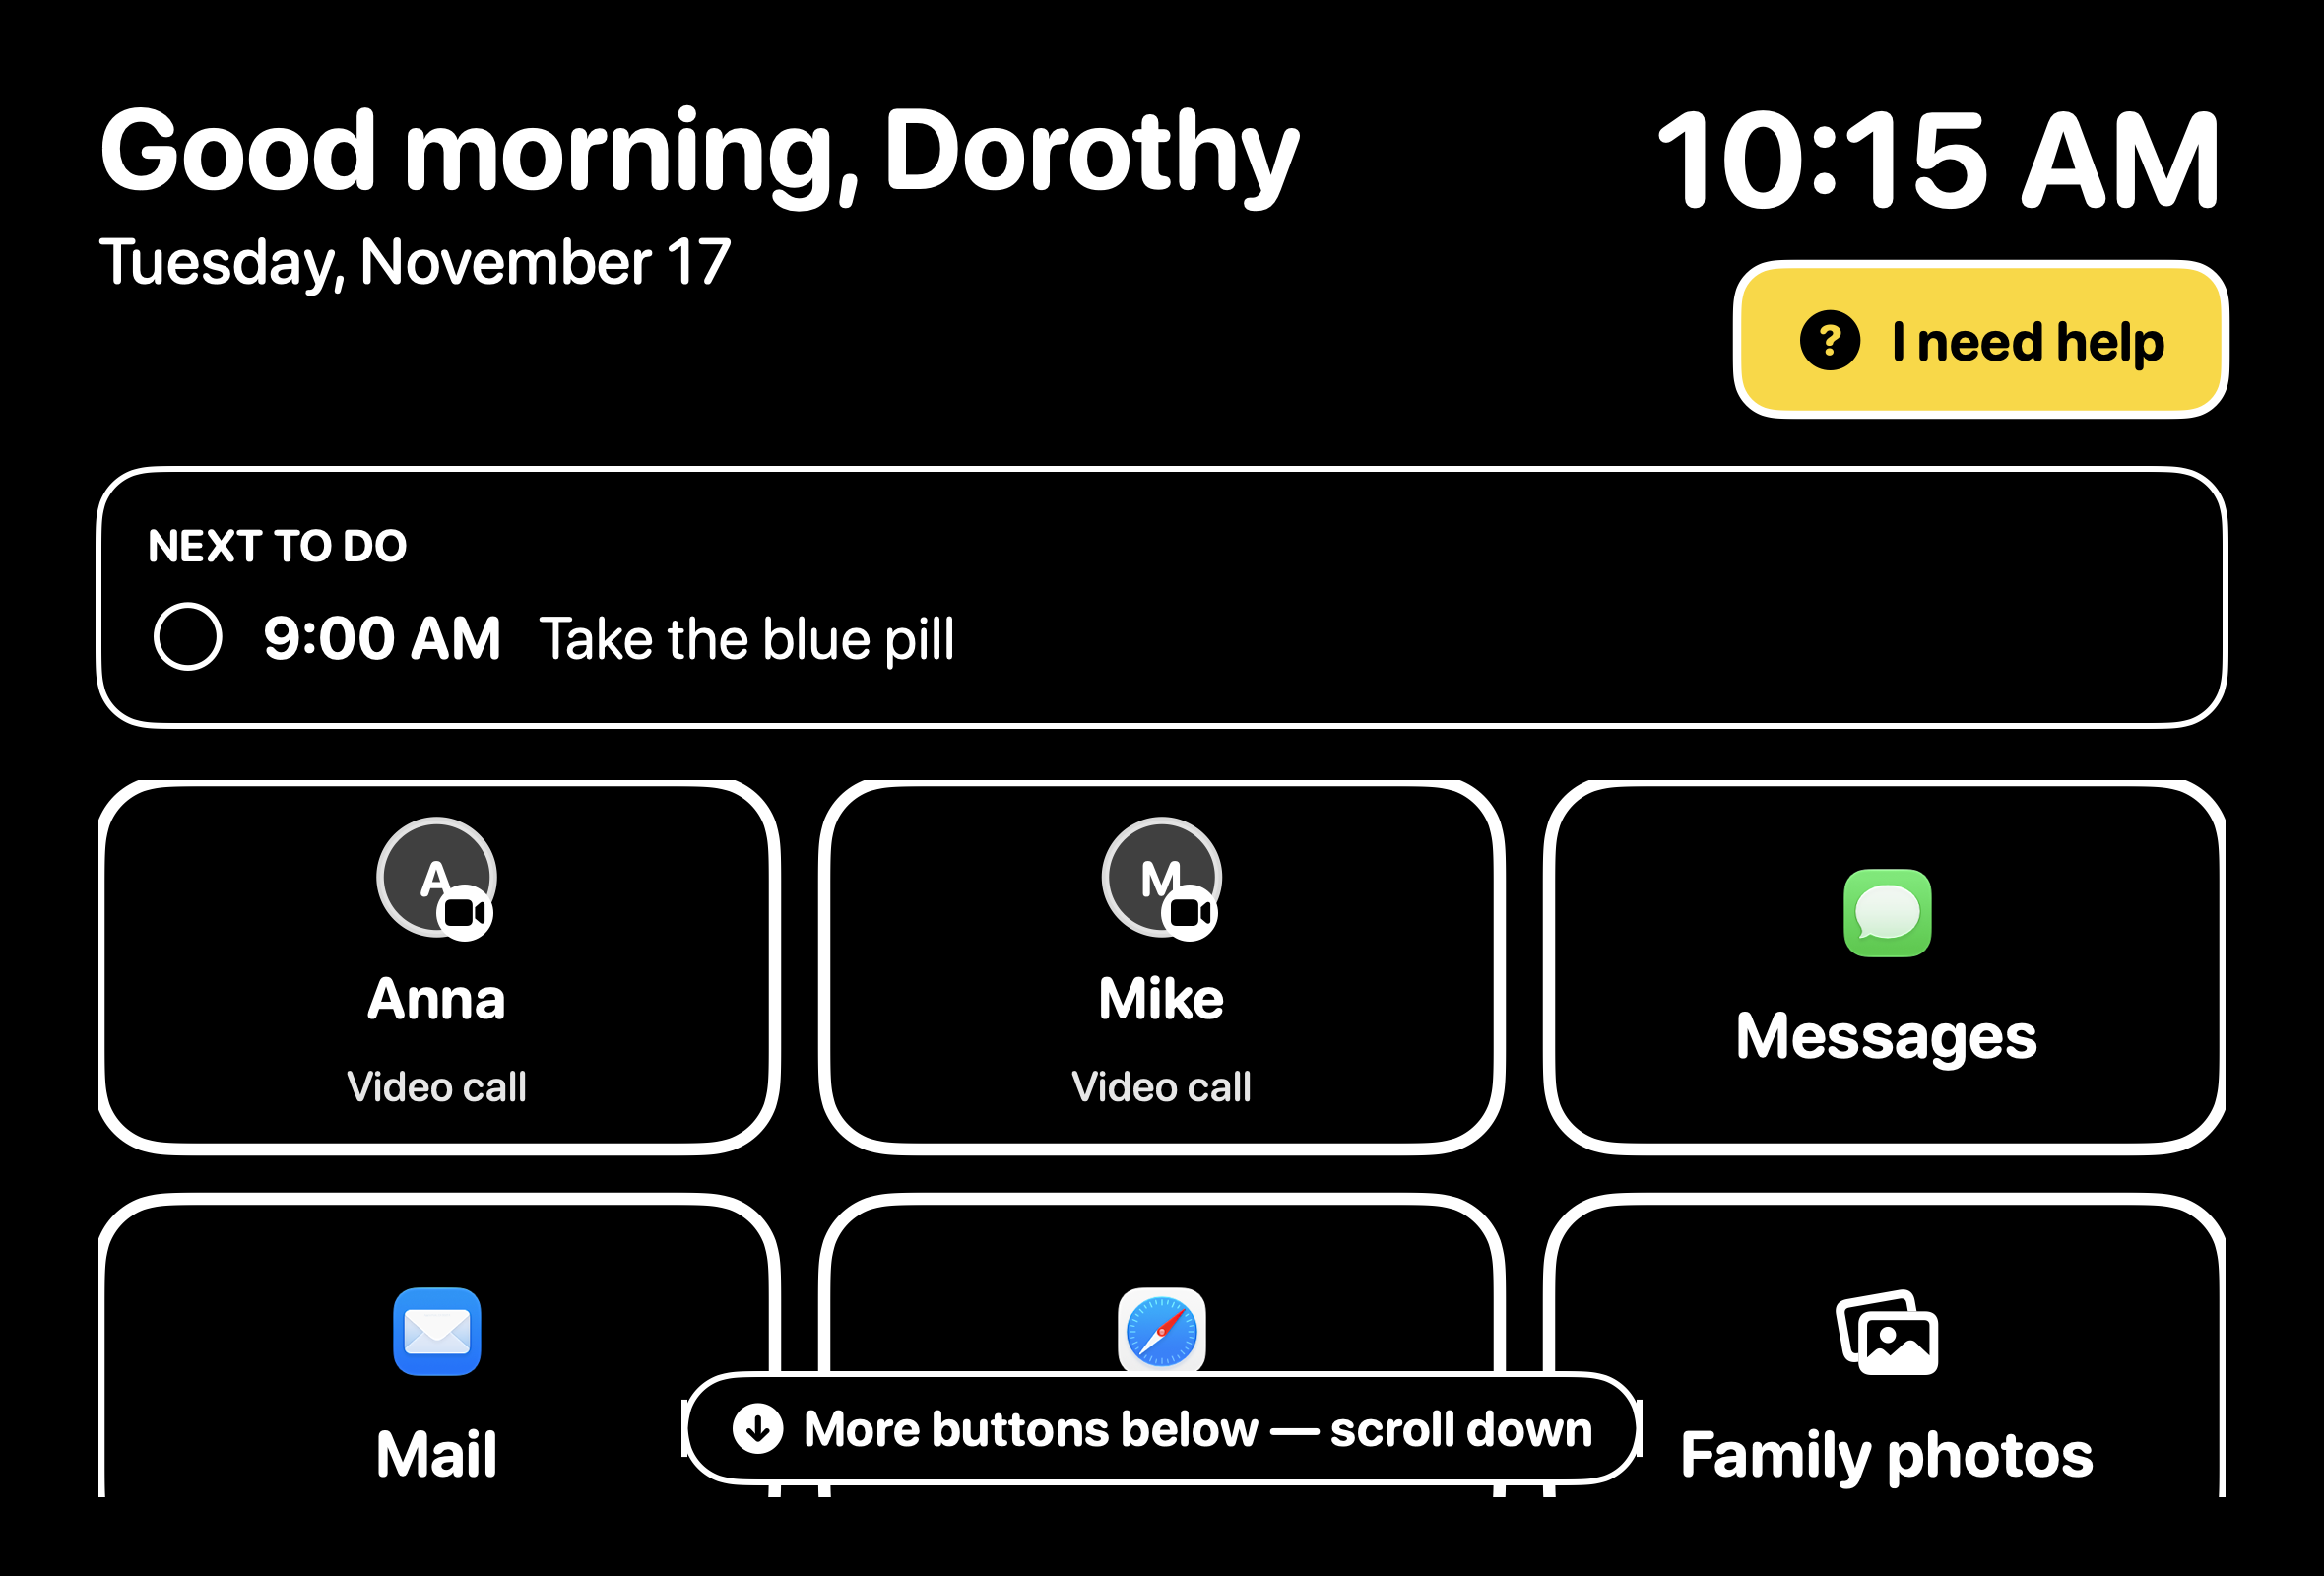 Good morning, Dorothy
10:15 AM
Tuesday, November 17
? I need help
NEXT TO DO
9:00 AM Take the blue pill
A
M
Anna
Mike
Messages
Video call
Video call
More buttons below — scroll down
Mail
Family photos